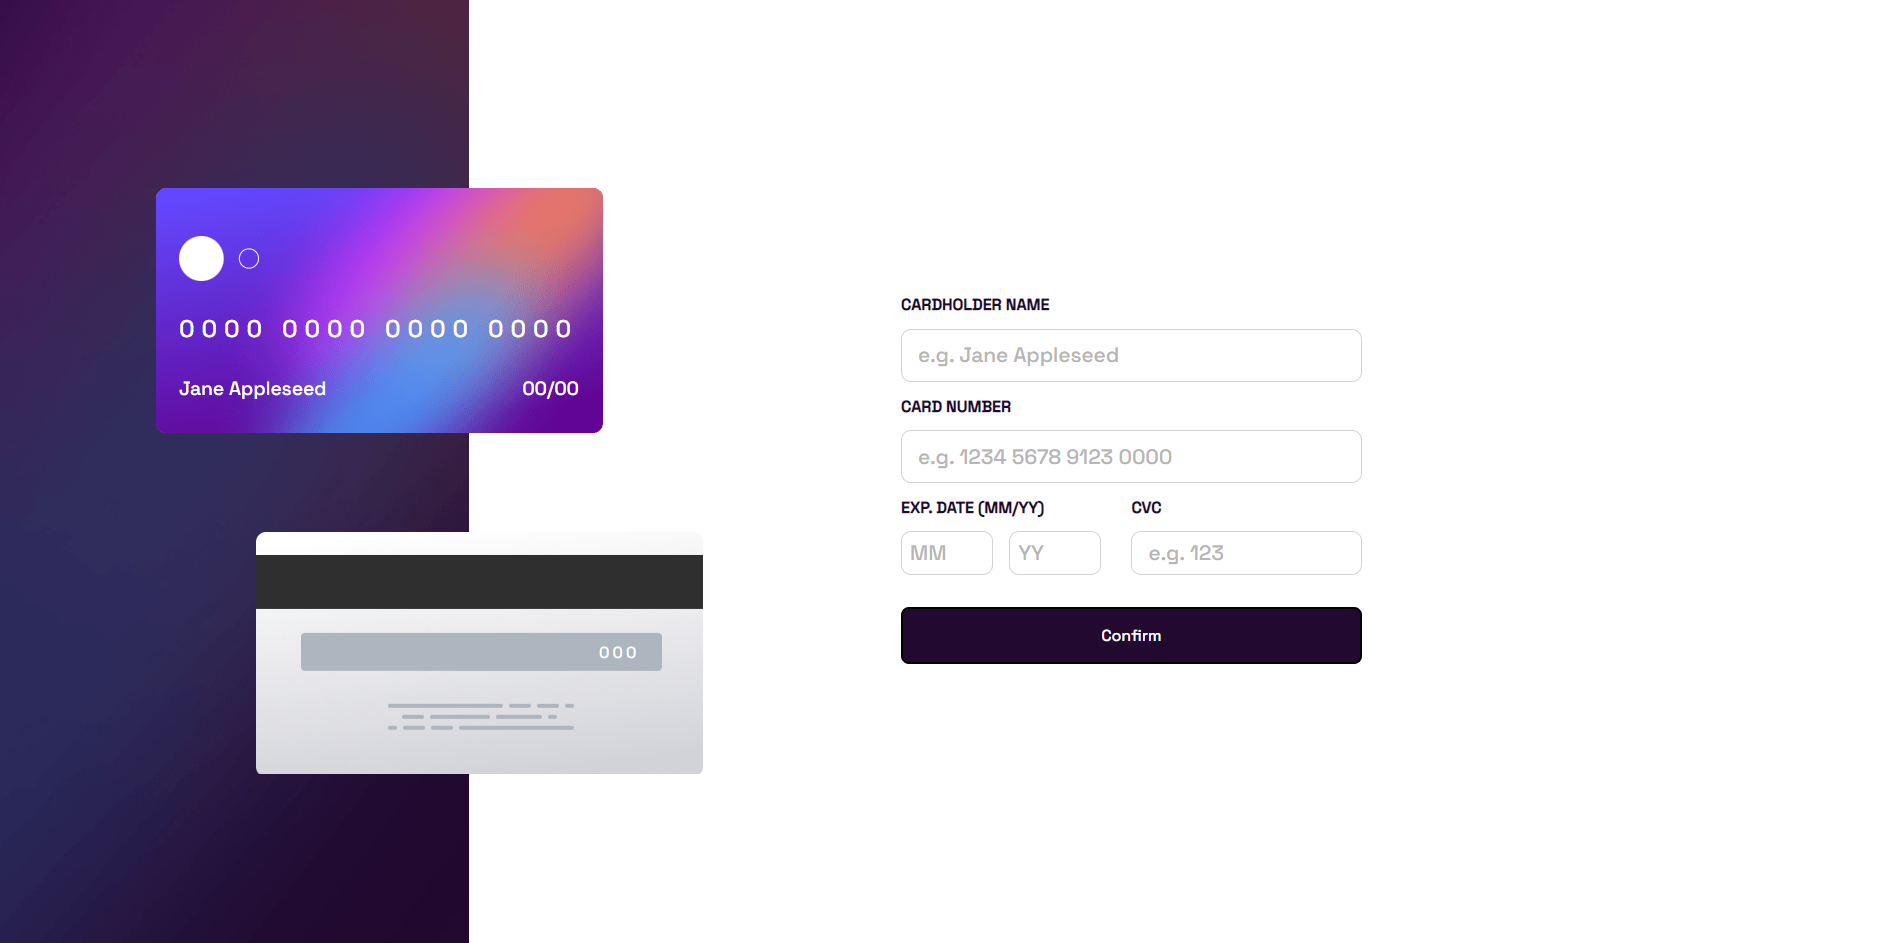 0000 0000 0000 0000
Jane Appleseed 00/00
000
CARDHOLDER NAME
e.g. Jane Appleseed
CARD NUMBER
e.g. 1234 5678 9123 0000
EXP. DATE (MM/YY) CVC
MM YY e.g. 123
Confirm